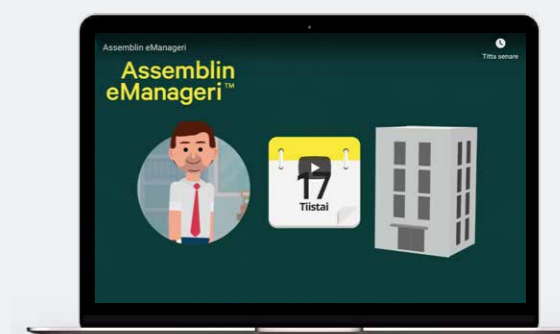 Assemblin eManageri
Titta senare
Assemblin
eManageri™
17
Tiistai